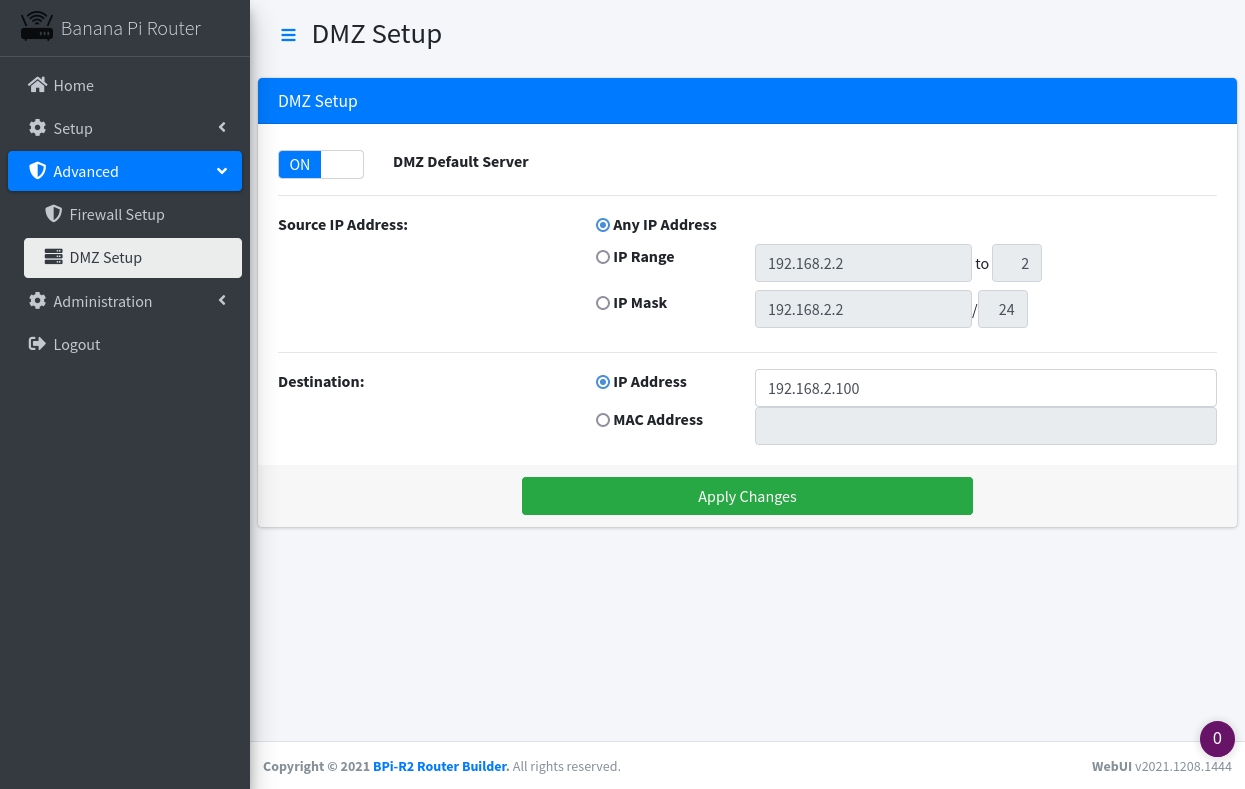 Banana Pi Router
Home
Setup
Advanced
Firewall Setup
DMZ Setup
Administration
Logout
DMZ Setup
DMZ Setup
ON DMZ Default Server
Source IP Address: Any IP Address
IP Range 192.168.2.2 to 2
IP Mask 192.168.2.2 / 24
Destination: IP Address 192.168.2.100
MAC Address
Apply Changes
0
Copyright © 2021 BPi-R2 Router Builder. All rights reserved. WebUI v2021.1208.1444